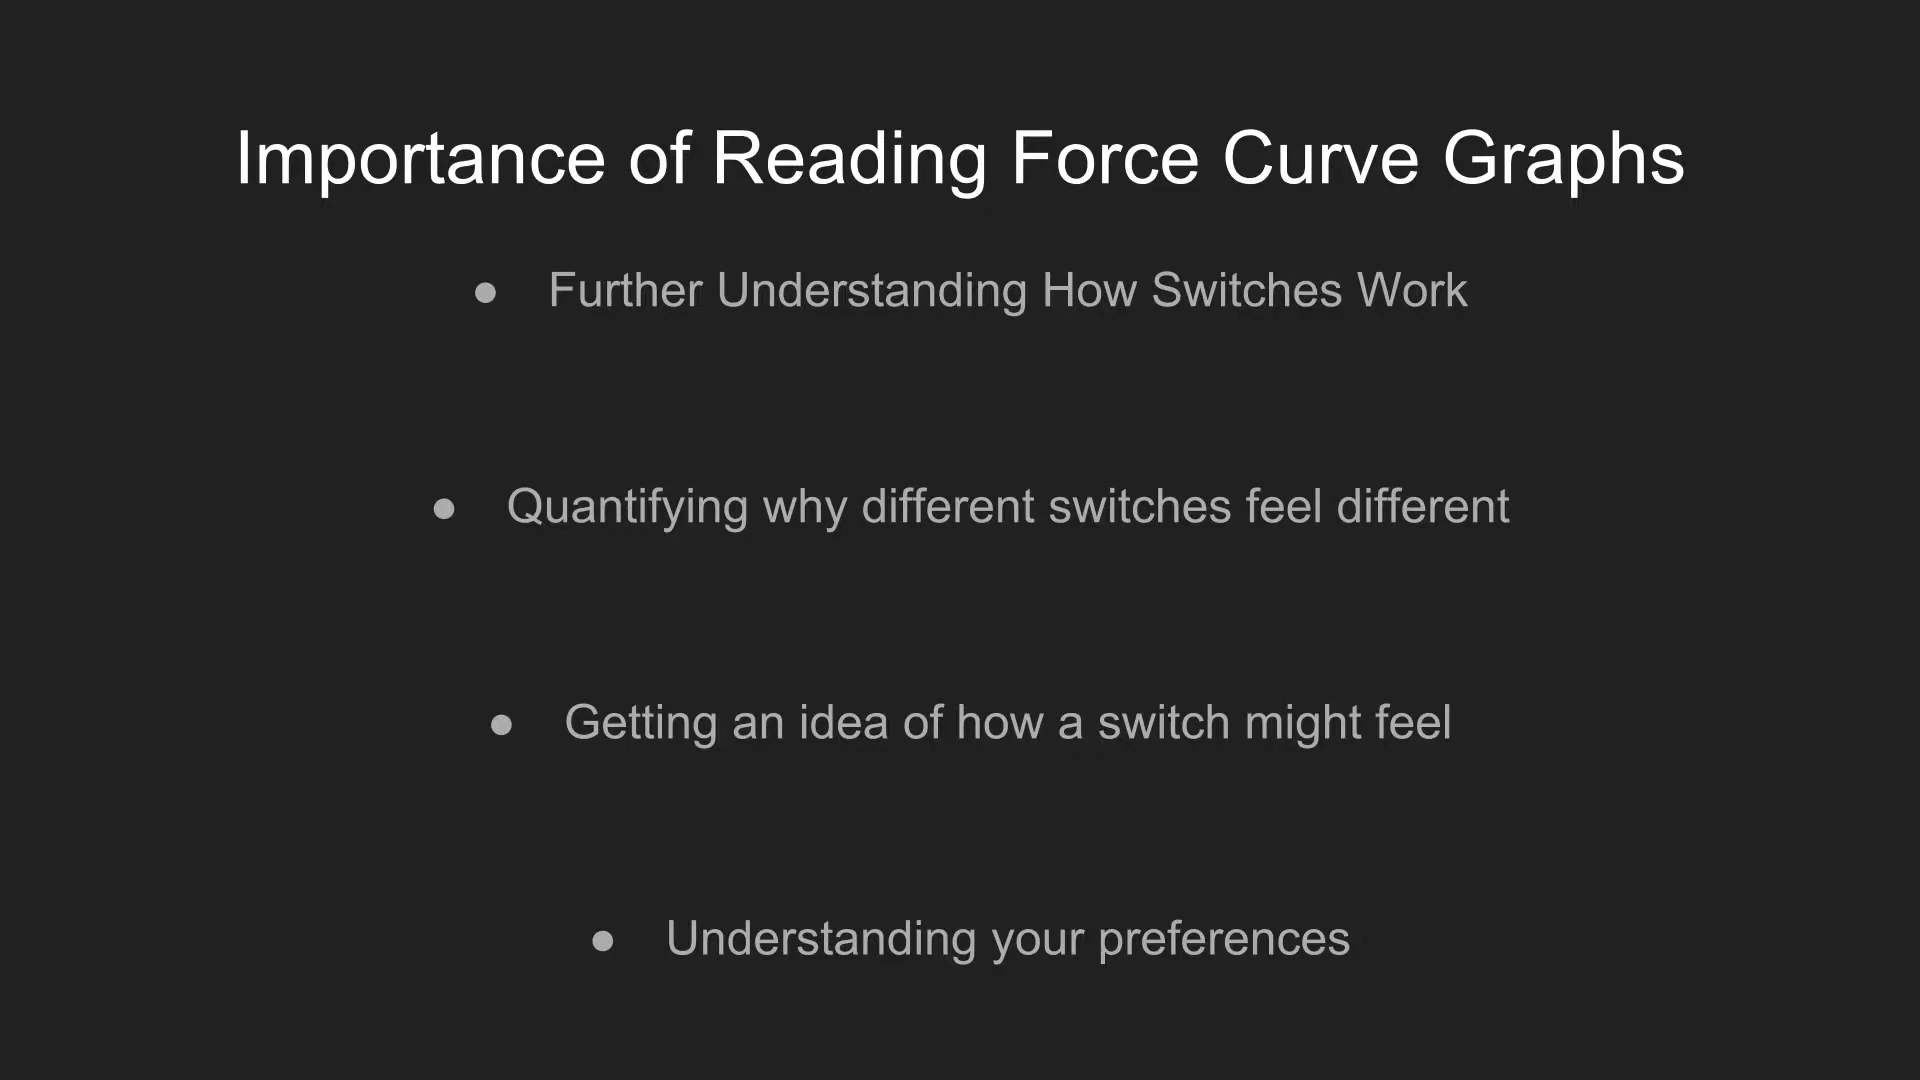 Importance of Reading Force Curve Graphs
● Further Understanding How Switches Work
● Quantifying why different switches feel different
● Getting an idea of how a switch might feel
● Understanding your preferences